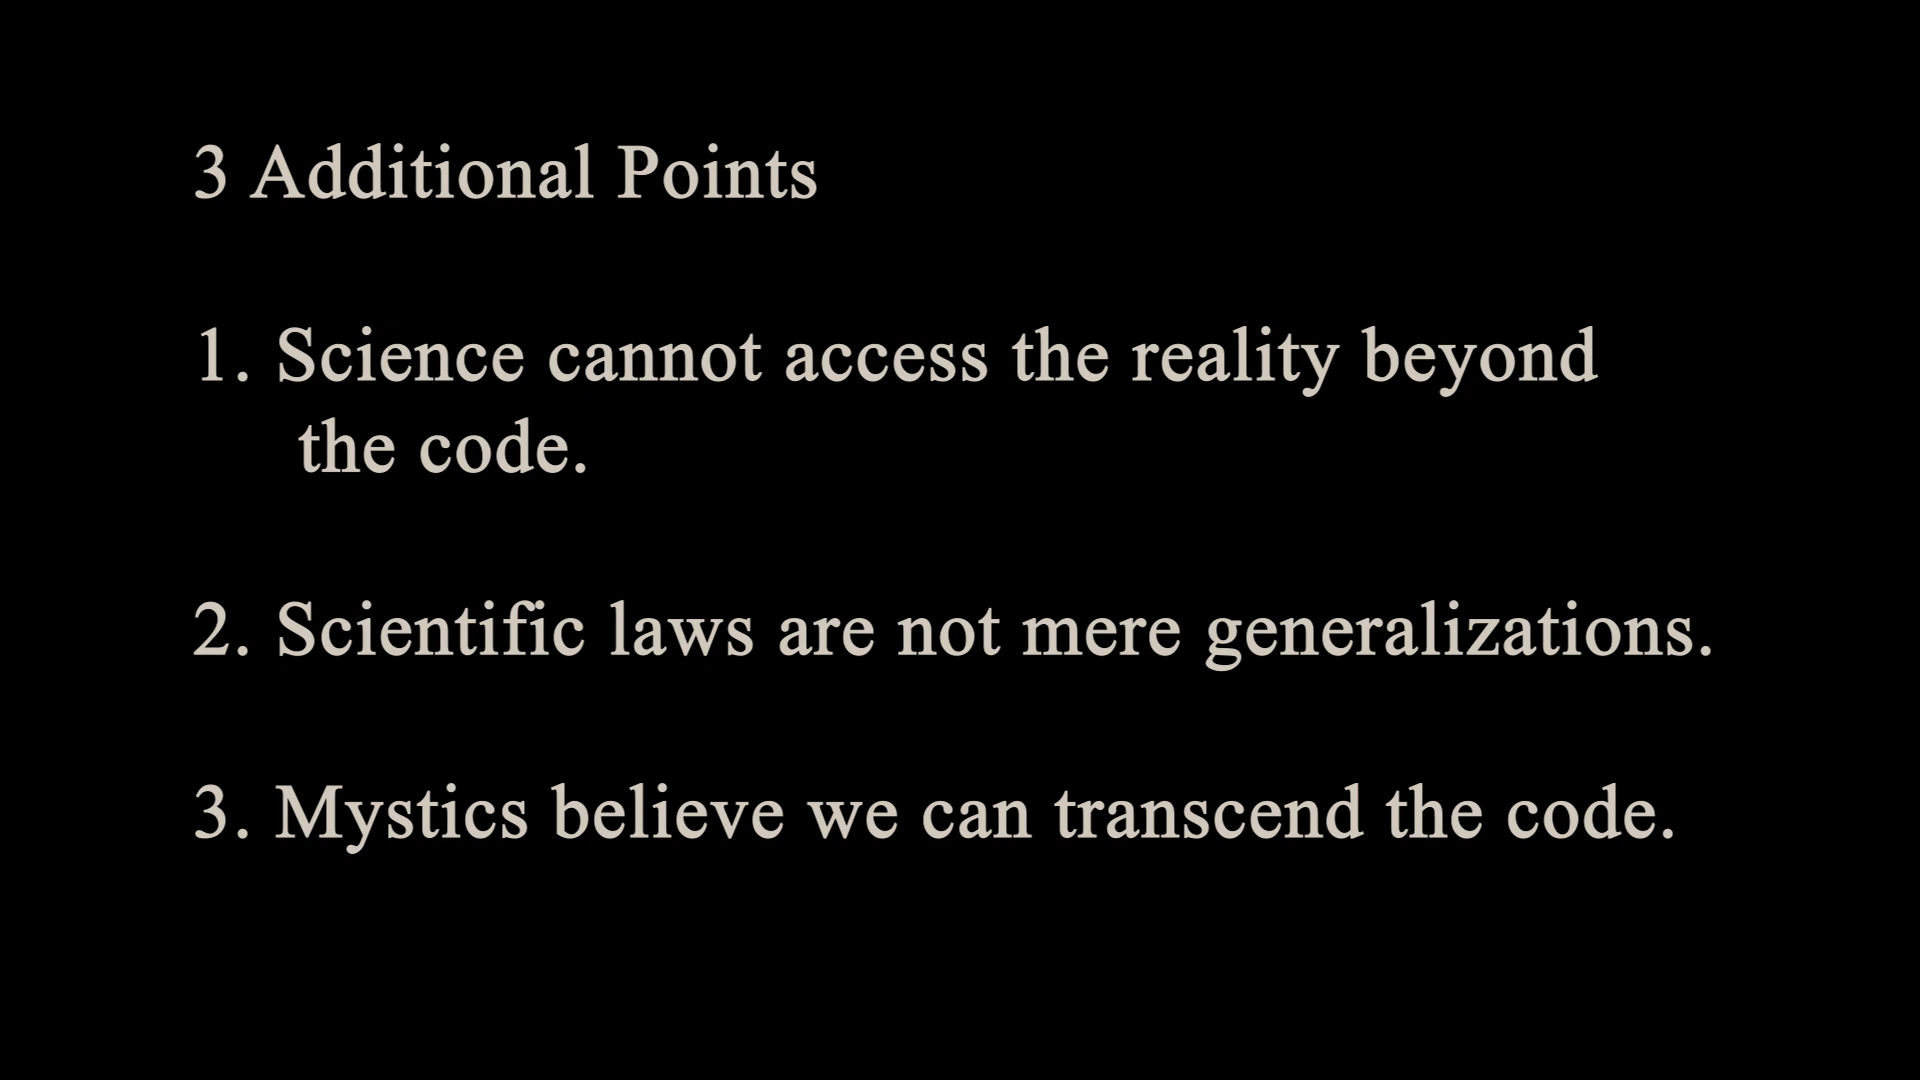 3 Additional Points
1. Science cannot access the reality beyond
the code.
2. Scientific laws are not mere generalizations.
3. Mystics believe we can transcend the code.